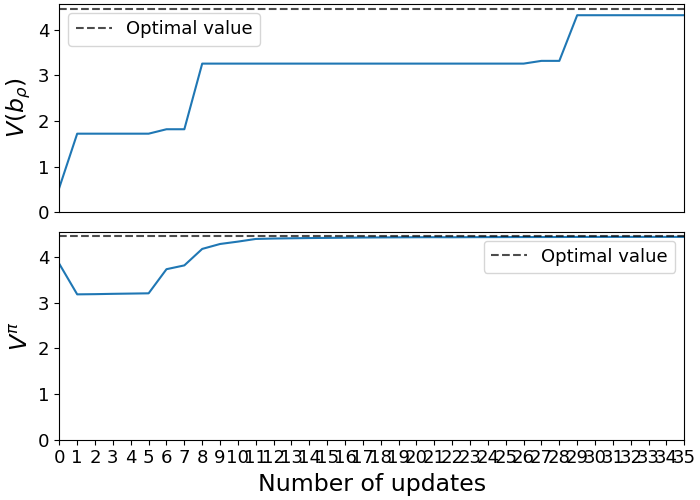 4
3
2
1
0
V(b_ρ)
Optimal value
4
3
2
1
0
V^π
Optimal value
0 1 2 3 4 5 6 7 8 9 10 11 12 13 14 15 16 17 18 19 20 21 22 23 24 25 26 27 28 29 30 31 32 33 34 35
Number of updates